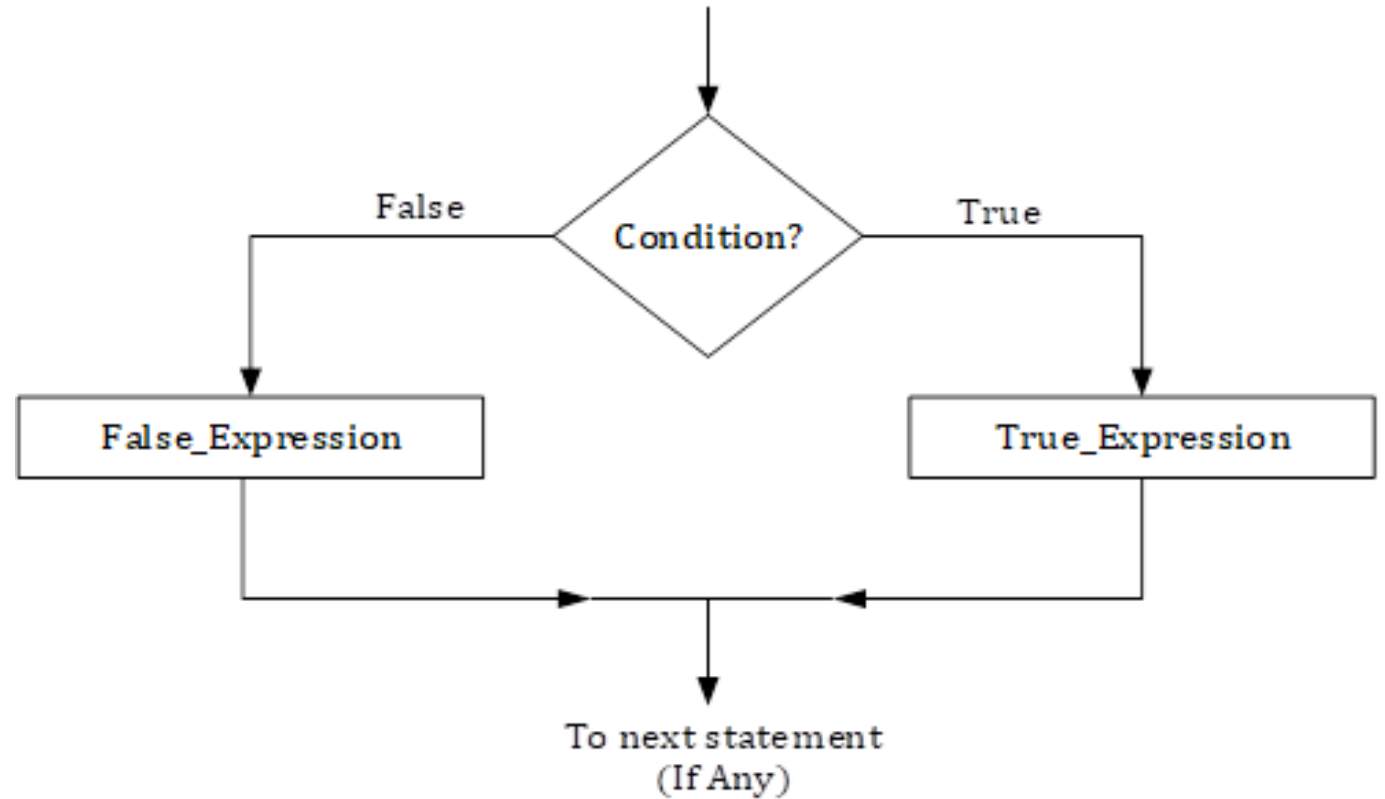 False
True
Condition?
False_Expression
True_Expression
To next statement
(If Any)